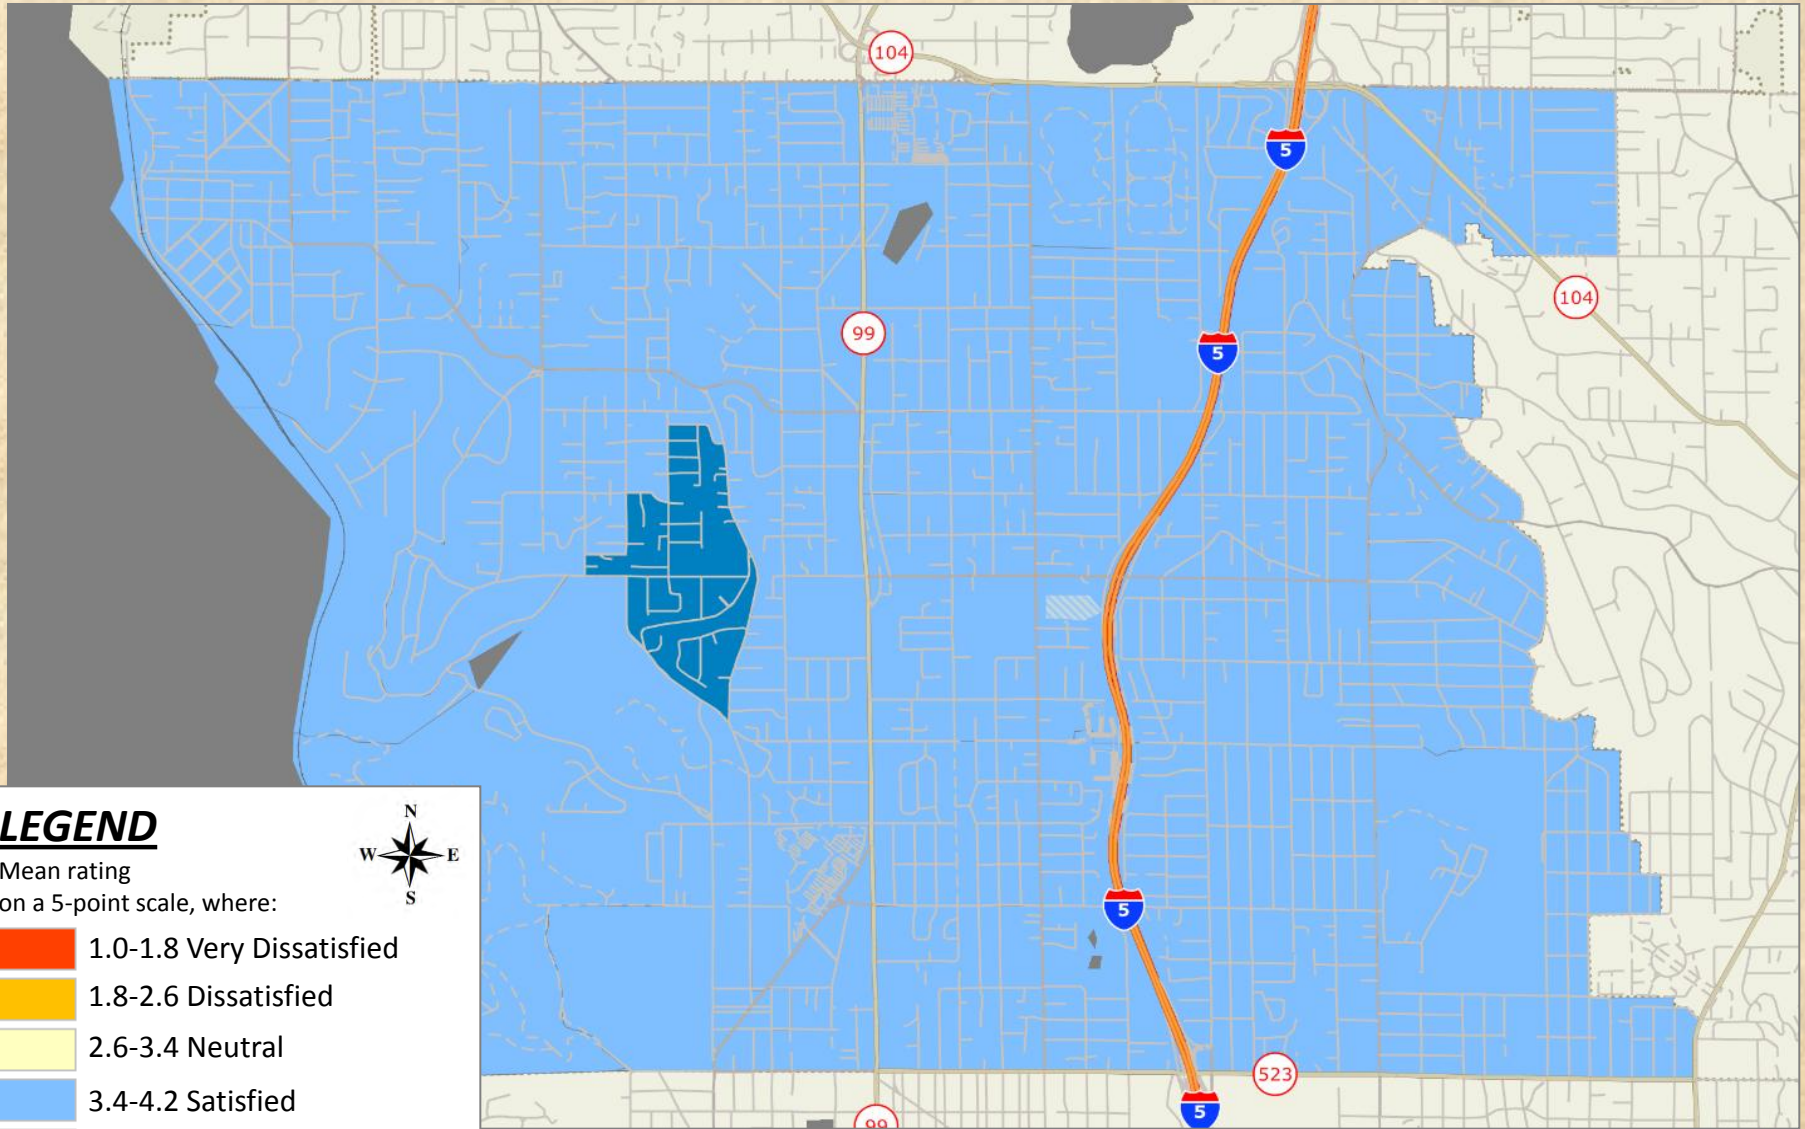 104
5
104
99
5
5
523
5
99
LEGEND
N
W E
S
Mean rating
on a 5-point scale, where:
1.0-1.8 Very Dissatisfied
1.8-2.6 Dissatisfied
2.6-3.4 Neutral
3.4-4.2 Satisfied